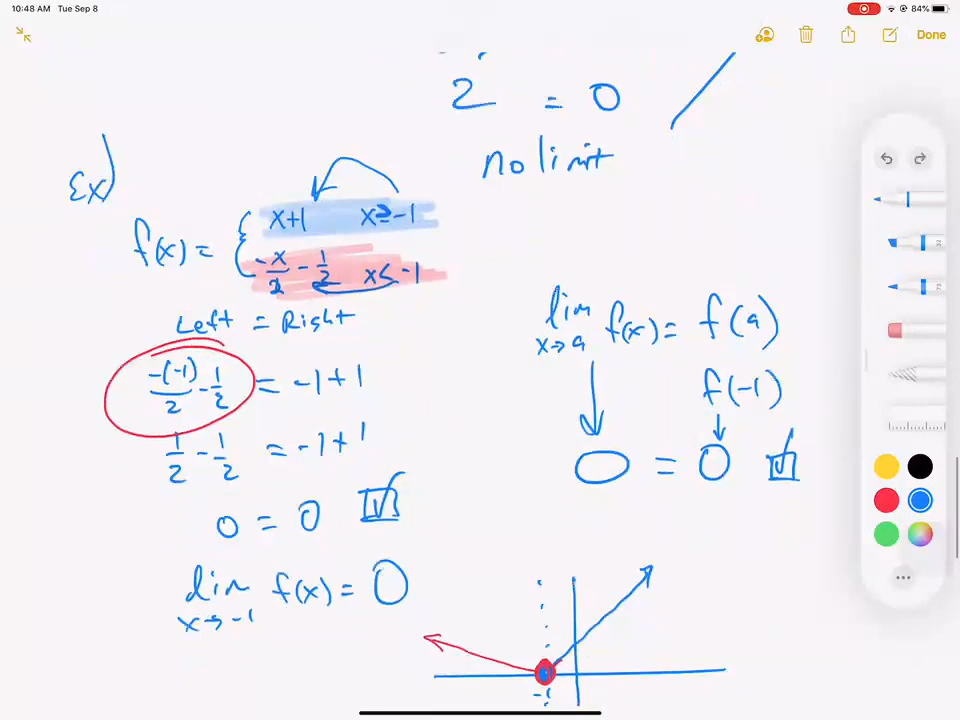 10:48 AM Tue Sep 8
84%
Done
2 = 0
no limit
Ex)
f(x) = { x+1 x≥-1
-x/2 - 1/2 x<-1
Left = Right
-(-1)/2 - 1/2 = -1+1
1/2 - 1/2 = -1+1
0 = 0
lim x→-1 f(x) = 0
lim x→a f(x) = f(a)
f(-1)
0 = 0
-1